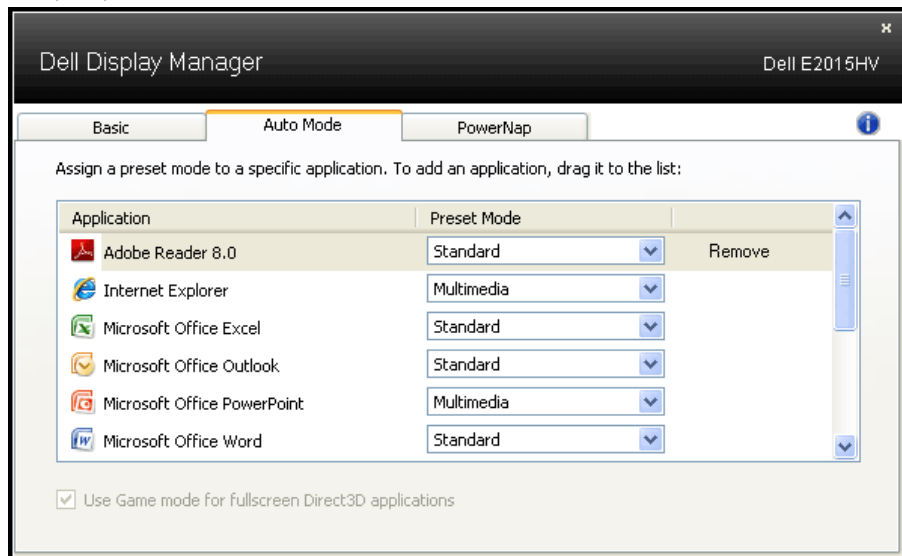 Dell Display Manager
Dell E2015HV
Basic
Auto Mode
PowerNap
Assign a preset mode to a specific application. To add an application, drag it to the list:
Application Preset Mode
Adobe Reader 8.0 Standard Remove
Internet Explorer Multimedia
Microsoft Office Excel Standard
Microsoft Office Outlook Standard
Microsoft Office PowerPoint Multimedia
Microsoft Office Word Standard
Use Game mode for fullscreen Direct3D applications